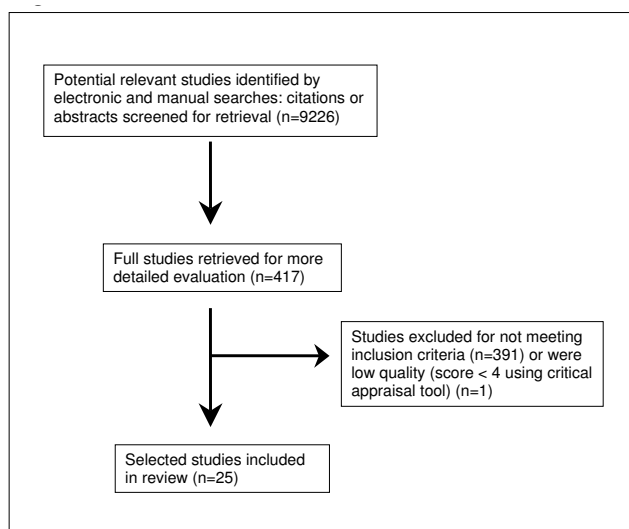 Potential relevant studies identified by
electronic and manual searches: citations or
abstracts screened for retrieval (n=9226)
Full studies retrieved for more
detailed evaluation (n=417)
Studies excluded for not meeting
inclusion criteria (n=391) or were
low quality (score < 4 using critical
appraisal tool) (n=1)
Selected studies included
in review (n=25)